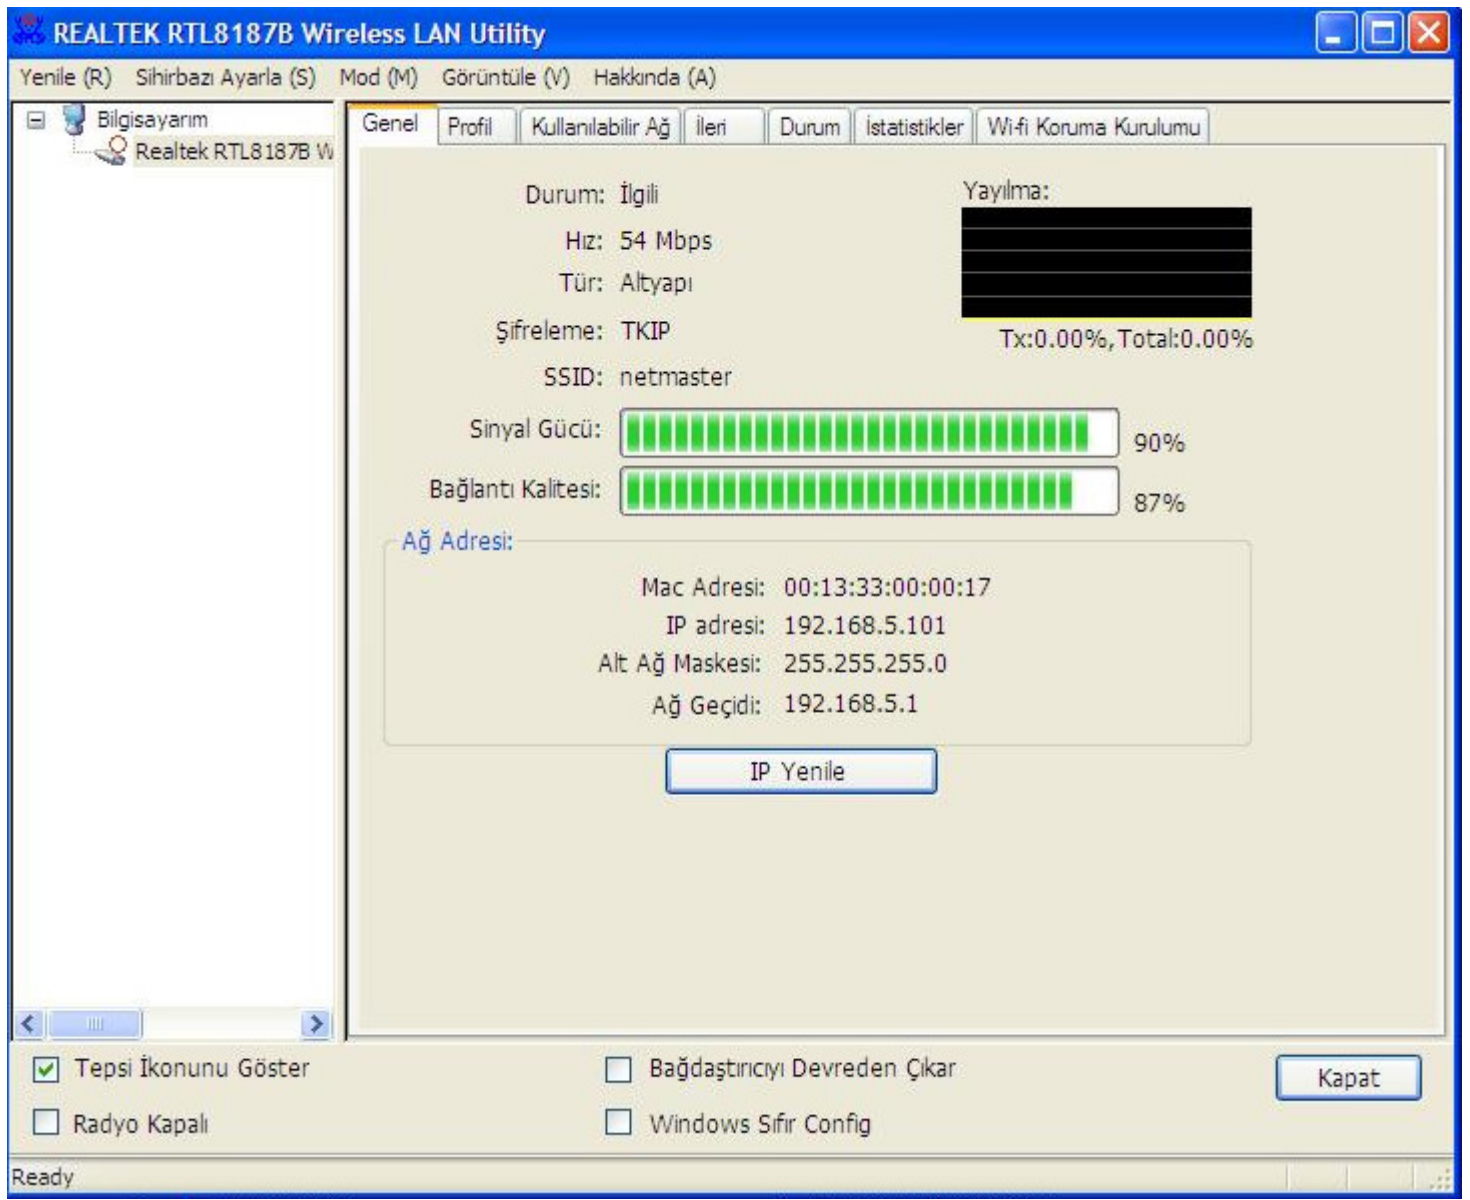 REALTEK RTL8187B Wireless LAN Utility
Yenile (R) Sihirbazı Ayarla (S) Mod (M) Görüntüle (V) Hakkında (A)
Bilgisayarım
Realtek RTL8187B W
Genel Profil Kullanılabilir Ağ İleri Durum İstatistikler Wi-fi Koruma Kurulumu
Durum: İlgili
Yayılma:
Hız: 54 Mbps
Tür: Altyapı
Şifreleme: TKIP
Tx:0.00%, Total:0.00%
SSID: netmaster
Sinyal Gücü: 90%
Bağlantı Kalitesi: 87%
Ağ Adresi:
Mac Adresi: 00:13:33:00:00:17
IP adresi: 192.168.5.101
Alt Ağ Maskesi: 255.255.255.0
Ağ Geçidi: 192.168.5.1
IP Yenile
Tepsi İkonunu Göster
Bağdaştırıcıyı Devreden Çıkar
Kapat
Radyo Kapalı
Windows Sıfır Config
Ready